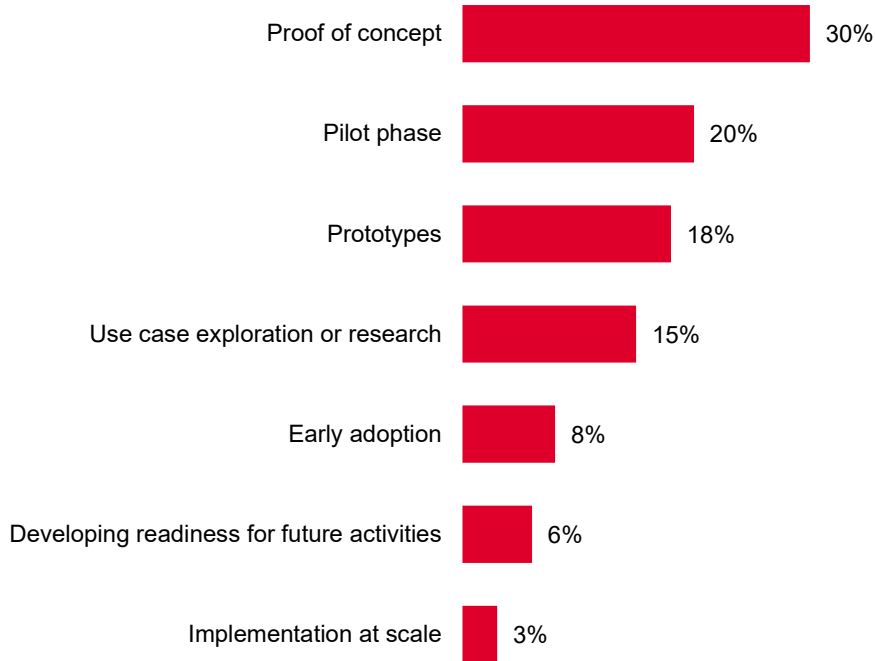 Proof of concept 30%
Pilot phase 20%
Prototypes 18%
Use case exploration or research 15%
Early adoption 8%
Developing readiness for future activities 6%
Implementation at scale 3%